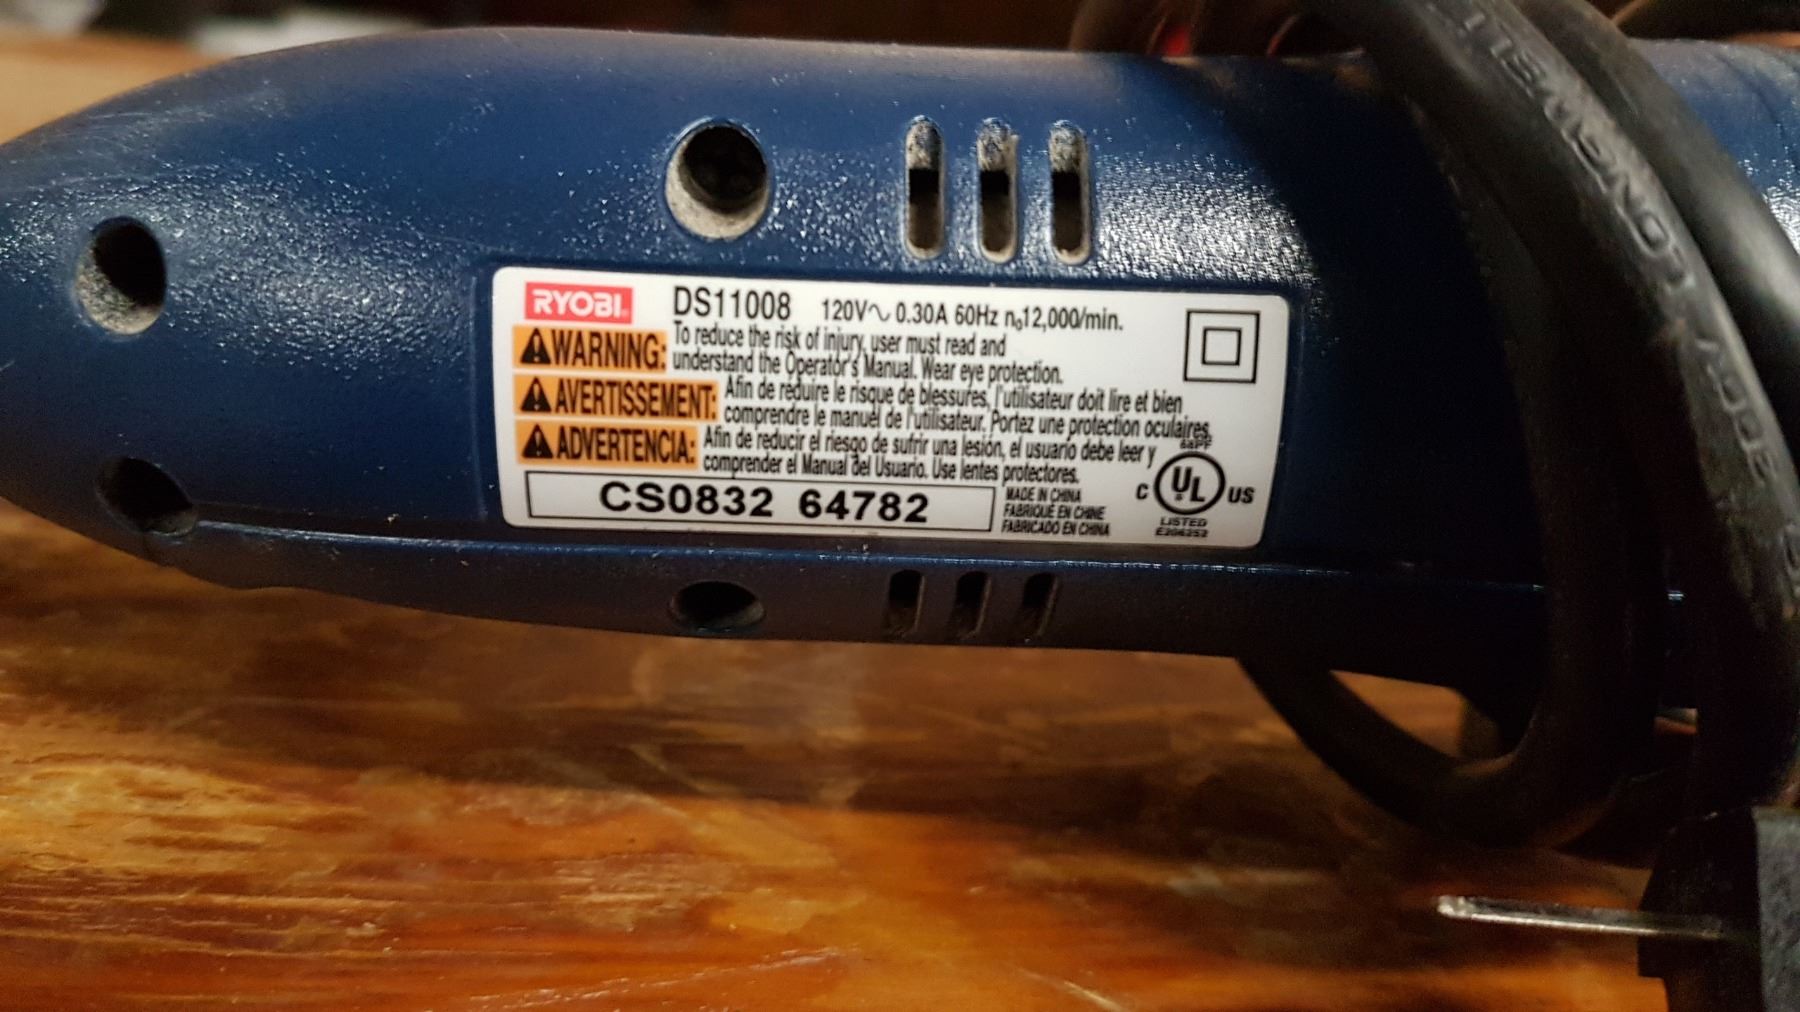 RYOBI
DS11008 120V~ 0.30A 60Hz n₀12,000/min.
WARNING: To reduce the risk of injury, user must read and
understand the Operator's Manual. Wear eye protection.
AVERTISSEMENT: Afin de réduire le risque de blessures, l'utilisateur doit lire et bien
comprendre le manuel de l'utilisateur. Portez une protection oculaires.
ADVERTENCIA: Afin de reducir el riesgo de sufrir una lesión, el usuario debe leer y
comprender el Manual del Usuario. Use lentes protectores.
CS0832 64782
MADE IN CHINA
FABRIQUÉ EN CHINE
FABRICADO EN CHINA
68PF
C UL US
LISTED
E206252
LONGWELL
300V